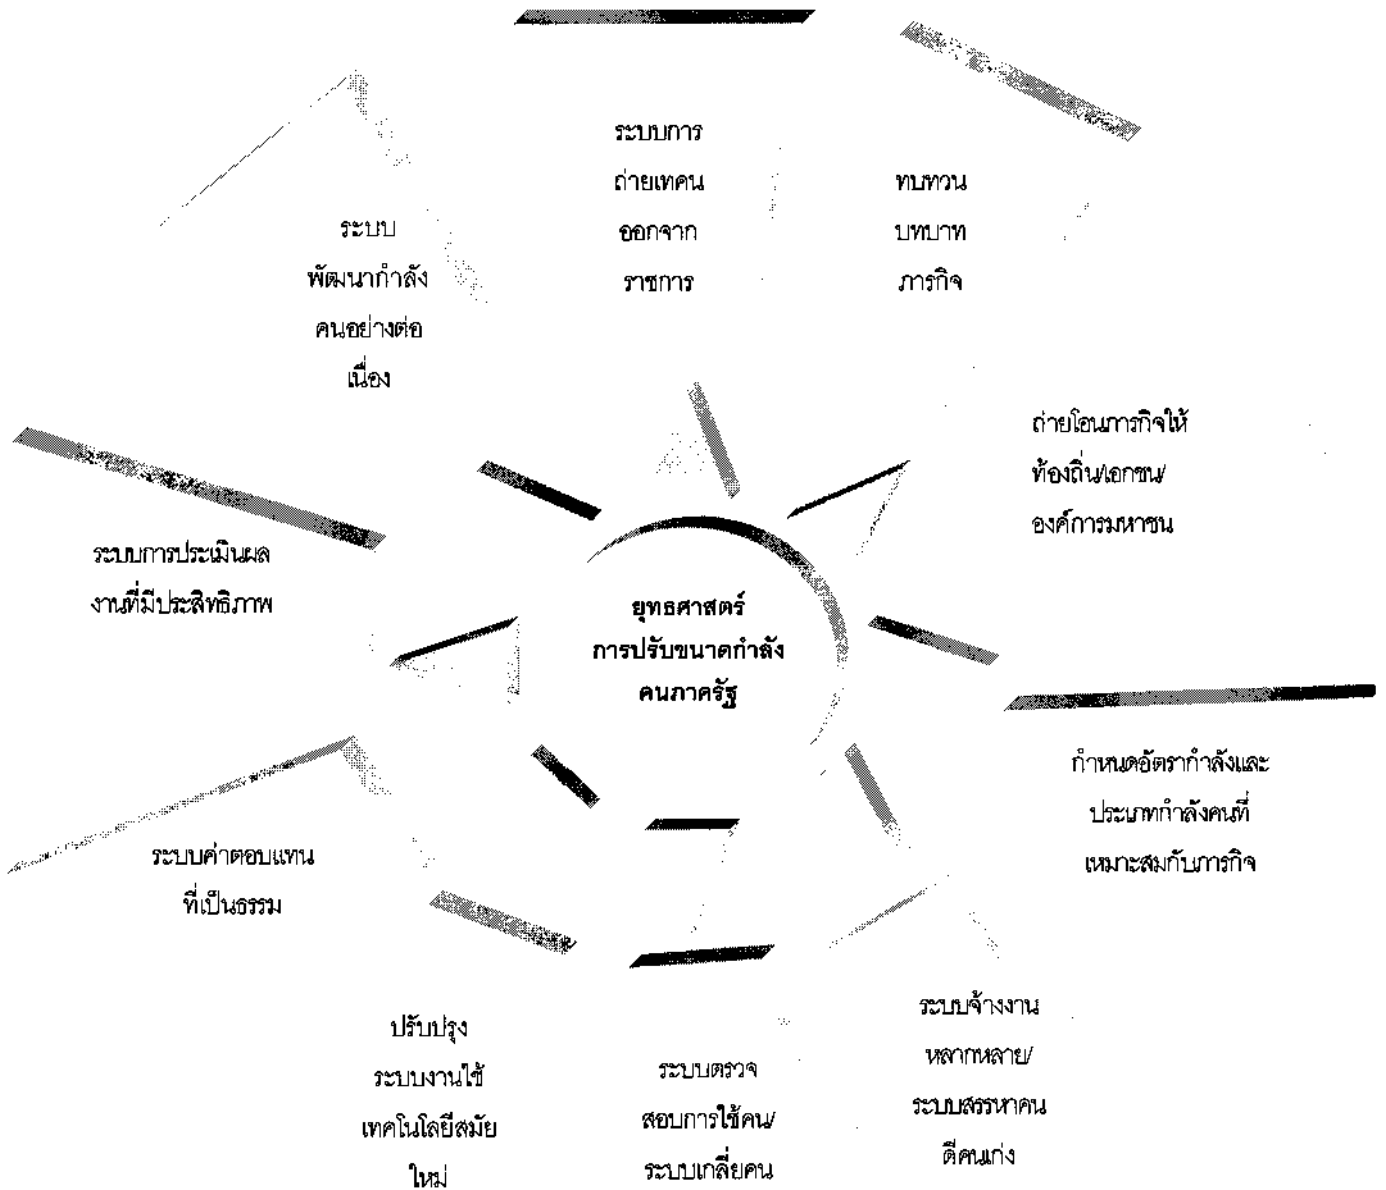 ระบบการ
ถ่ายเทคน
ออกจาก
ราชการ
ทบทวน
บทบาท
ภารกิจ
ระบบ
พัฒนากำลัง
คนอย่างต่อ
เนื่อง
ถ่ายโอนภารกิจให้
ท้องถิ่น/เอกชน/
องค์การมหาชน
ระบบการประเมินผล
งานที่มีประสิทธิภาพ
ยุทธศาสตร์
การปรับขนาดกำลัง
คนภาครัฐ
กำหนดอัตรากำลังและ
ประเภทกำลังคนที่
เหมาะสมกับภารกิจ
ระบบค่าตอบแทน
ที่เป็นธรรม
ปรับปรุง
ระบบงานใช้
เทคโนโลยีสมัย
ใหม่
ระบบตรวจ
สอบการใช้คน/
ระบบเกลี่ยคน
ระบบจ้างงาน
หลากหลาย/
ระบบสรรหาคน
ดีคนเก่ง